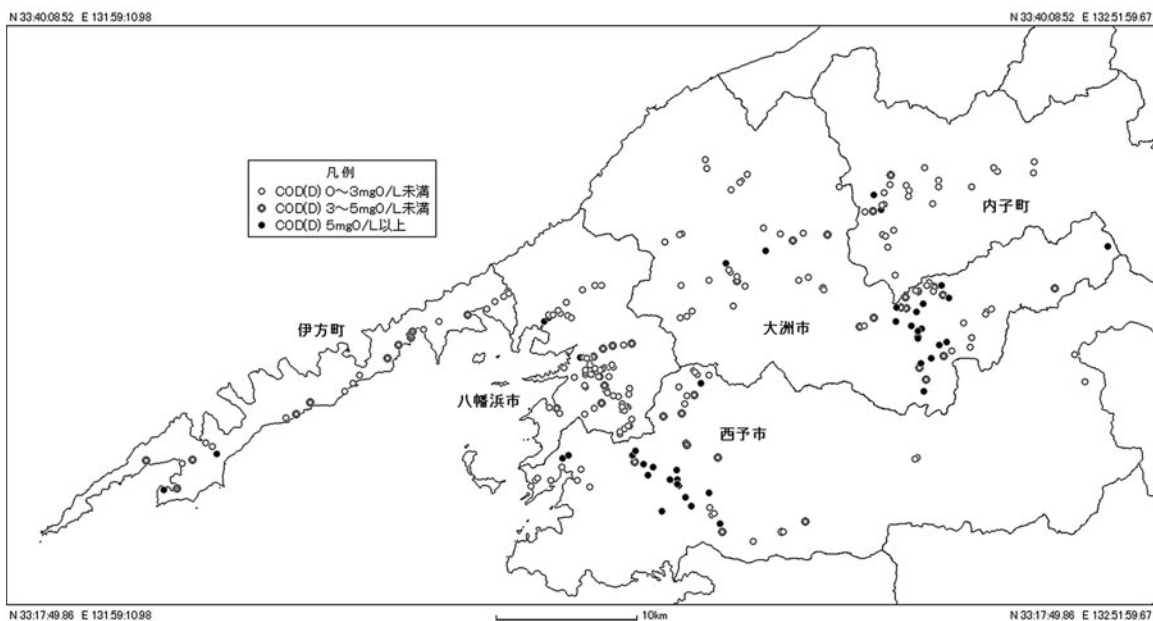 N 33:40:08.52 E 131:59:10.98
N 33:40:08.52 E 132:51:59.67
凡例
○ COD(D) 0～3mgO/L未満
◎ COD(D) 3～5mgO/L未満
● COD(D) 5mgO/L以上
内子町
伊方町
大洲市
八幡浜市
西予市
N 33:17:49.86 E 131:59:10.98
10km
N 33:17:49.86 E 132:51:59.67